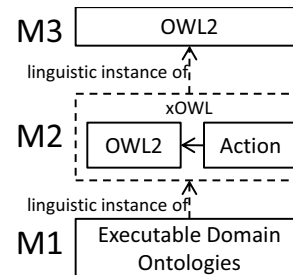 M3
OWL2
linguistic instance of
xOWL
M2
OWL2
Action
linguistic instance of
M1
Executable Domain
Ontologies